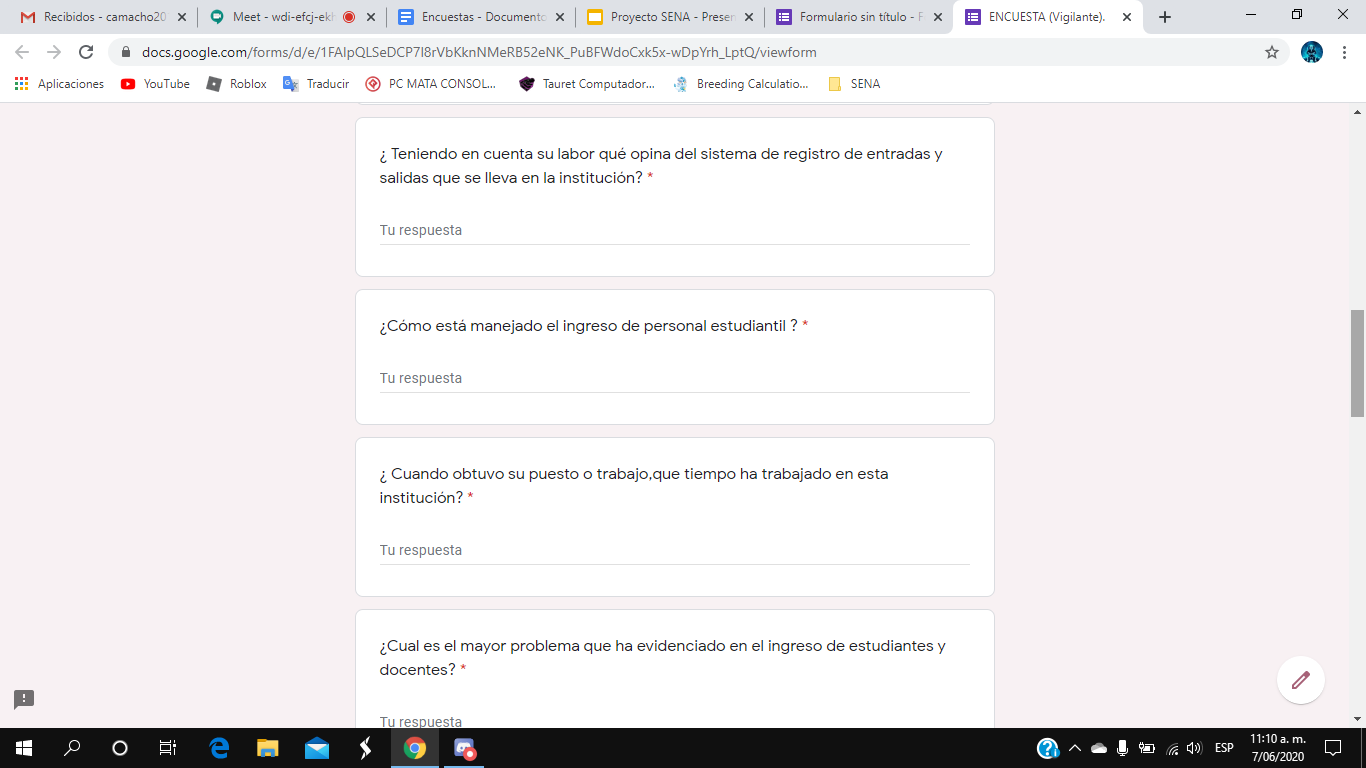 Recibidos - camacho20
Meet - wdi-efcj-ekh
Encuestas - Documento
Proyecto SENA - Presen
Formulario sin título - F
ENCUESTA (Vigilante).
docs.google.com/forms/d/e/1FAIpQLSeDCP7I8rVbKknNMeRB52eNK_PuBFWdoCxk5x-wDpYrh_LptQ/viewform
Aplicaciones
YouTube
Roblox
Traducir
PC MATA CONSOL...
Tauret Computador...
Breeding Calculatio...
SENA
¿ Teniendo en cuenta su labor qué opina del sistema de registro de entradas y
salidas que se lleva en la institución? *
Tu respuesta
¿Cómo está manejado el ingreso de personal estudiantil ? *
Tu respuesta
¿ Cuando obtuvo su puesto o trabajo,que tiempo ha trabajado en esta
institución? *
Tu respuesta
¿Cual es el mayor problema que ha evidenciado en el ingreso de estudiantes y
docentes? *
Tu respuesta
ESP
11:10 a. m.
7/06/2020